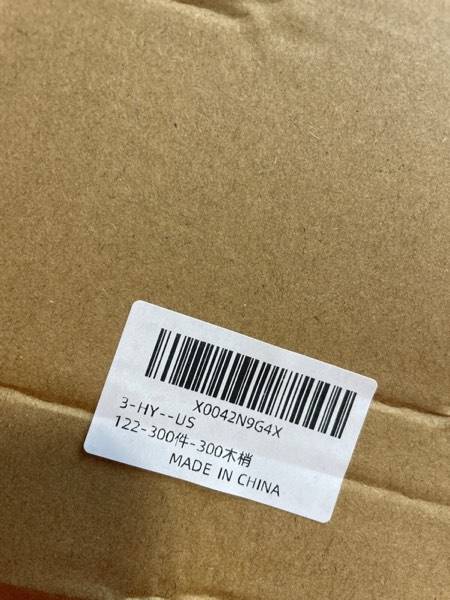 X0042N9G4X
3-HY--US
122-300件-300木梢
MADE IN CHINA